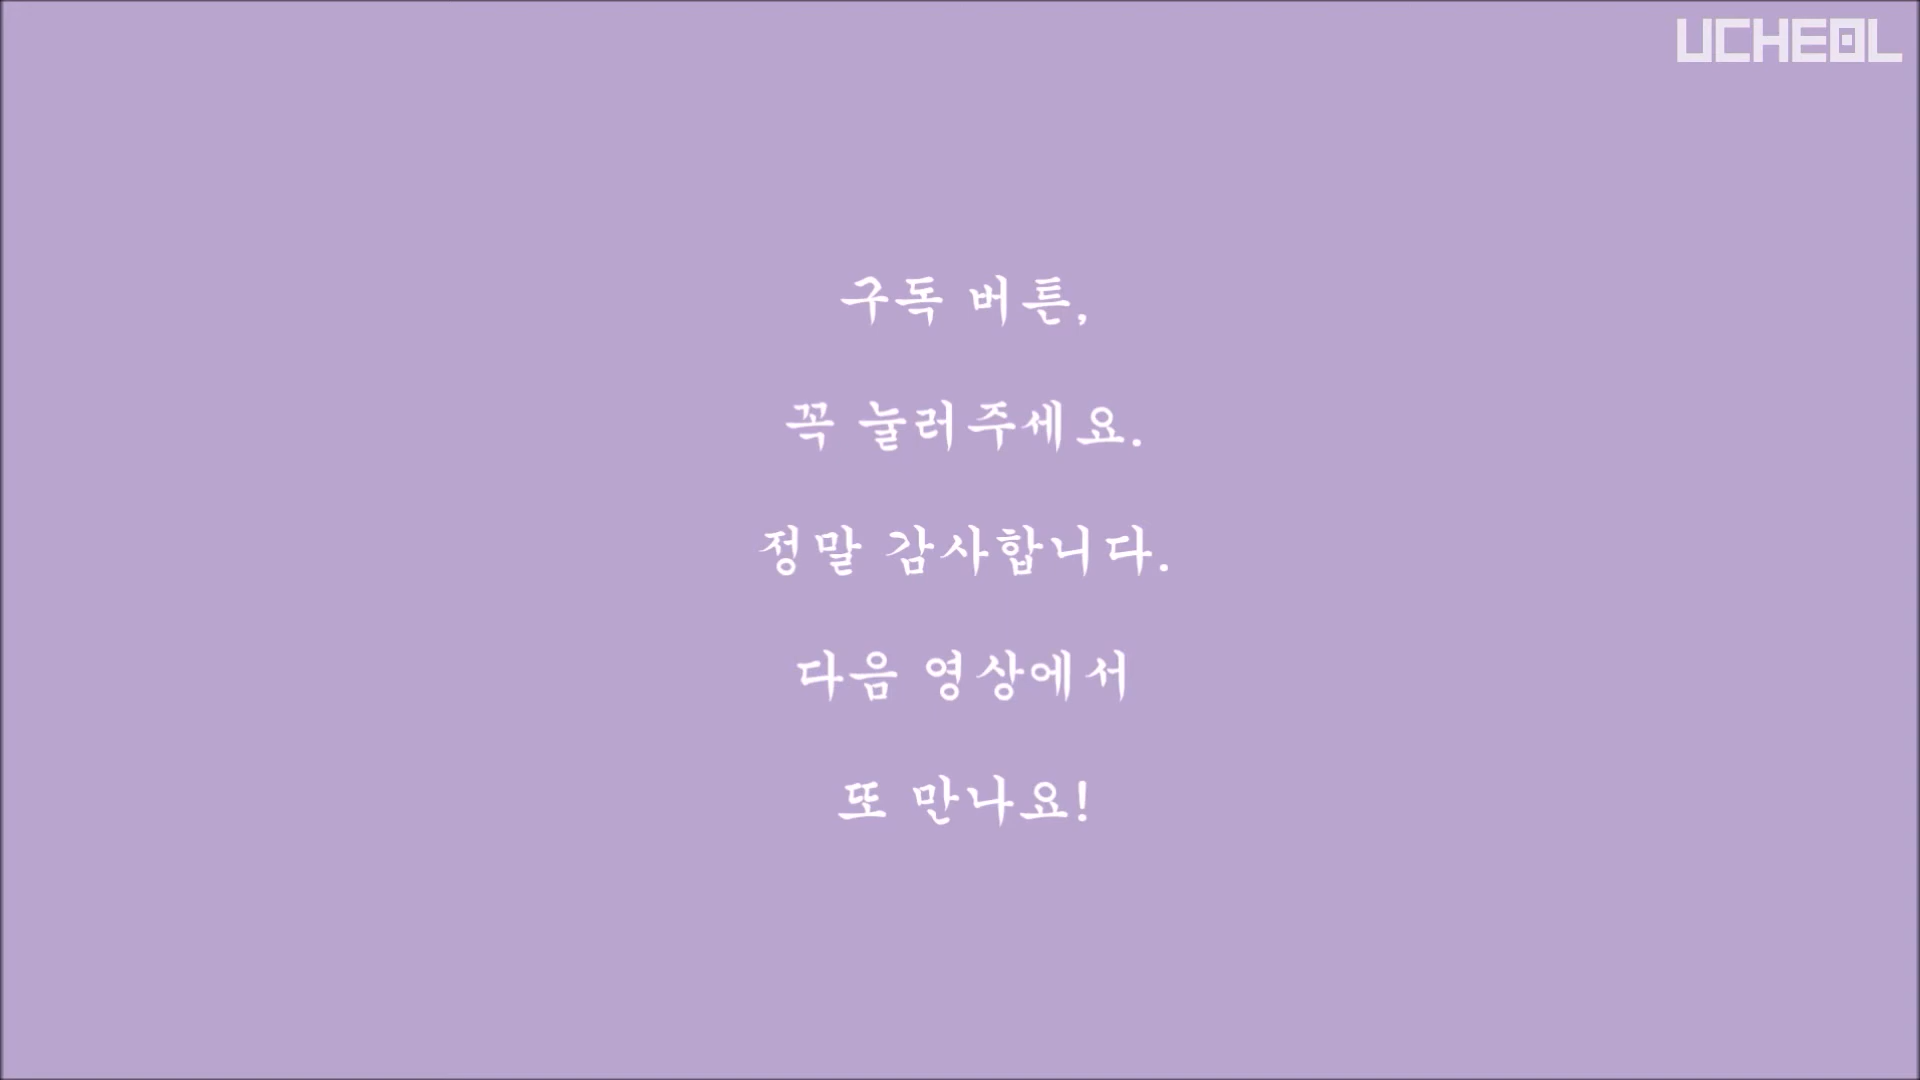 UCHEOL
구독 버튼,
꼭 눌러주세요.
정말 감사합니다.
다음 영상에서
또 만나요!